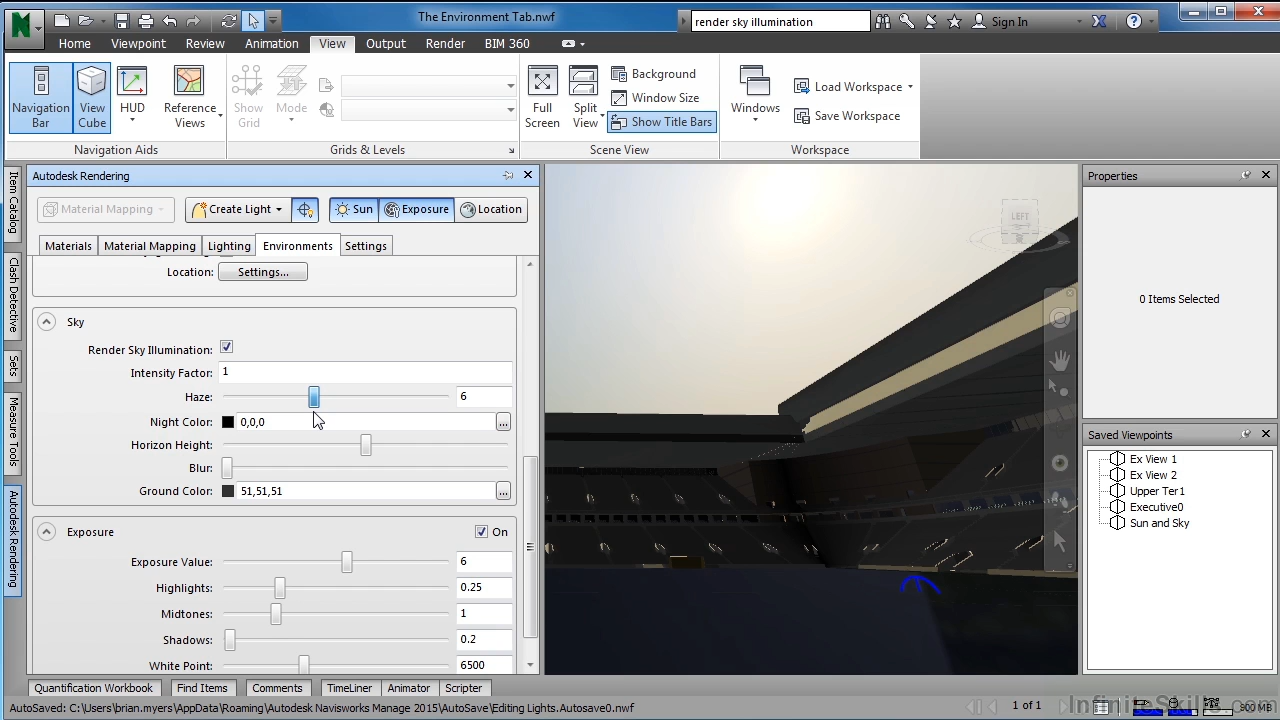 The Environment Tab.nwf
render sky illumination
Sign In
Home Viewpoint Review Animation View Output Render BIM 360
Navigation Bar
View Cube
HUD
Reference Views
Show Grid
Mode
Full Screen
Split View
Background
Window Size
Show Title Bars
Windows
Load Workspace
Save Workspace
Navigation Aids
Grids & Levels
Scene View
Workspace
Item Catalog
Clash Detective
Sets
Measure Tools
Autodesk Rendering
Autodesk Rendering
Material Mapping
Create Light
Sun
Exposure
Location
Materials Material Mapping Lighting Environments Settings
Location: Settings...
Sky
Render Sky Illumination:
Intensity Factor: 1
Haze: 6
Night Color: 0,0,0 ...
Horizon Height:
Blur:
Ground Color: 51,51,51 ...
Exposure On
Exposure Value: 6
Highlights: 0.25
Midtones: 1
Shadows: 0.2
White Point: 6500
LEFT
Properties
0 Items Selected
Saved Viewpoints
Ex View 1
Ex View 2
Upper Ter1
Executive0
Sun and Sky
Quantification Workbook Find Items Comments TimeLiner Animator Scripter
AutoSaved: C:\Users\brian.myers\AppData\Roaming\Autodesk Navisworks Manage 2015\AutoSave\Editing Lights.Autosave0.nwf
1 of 1
900 MB
InfiniteSkills.com